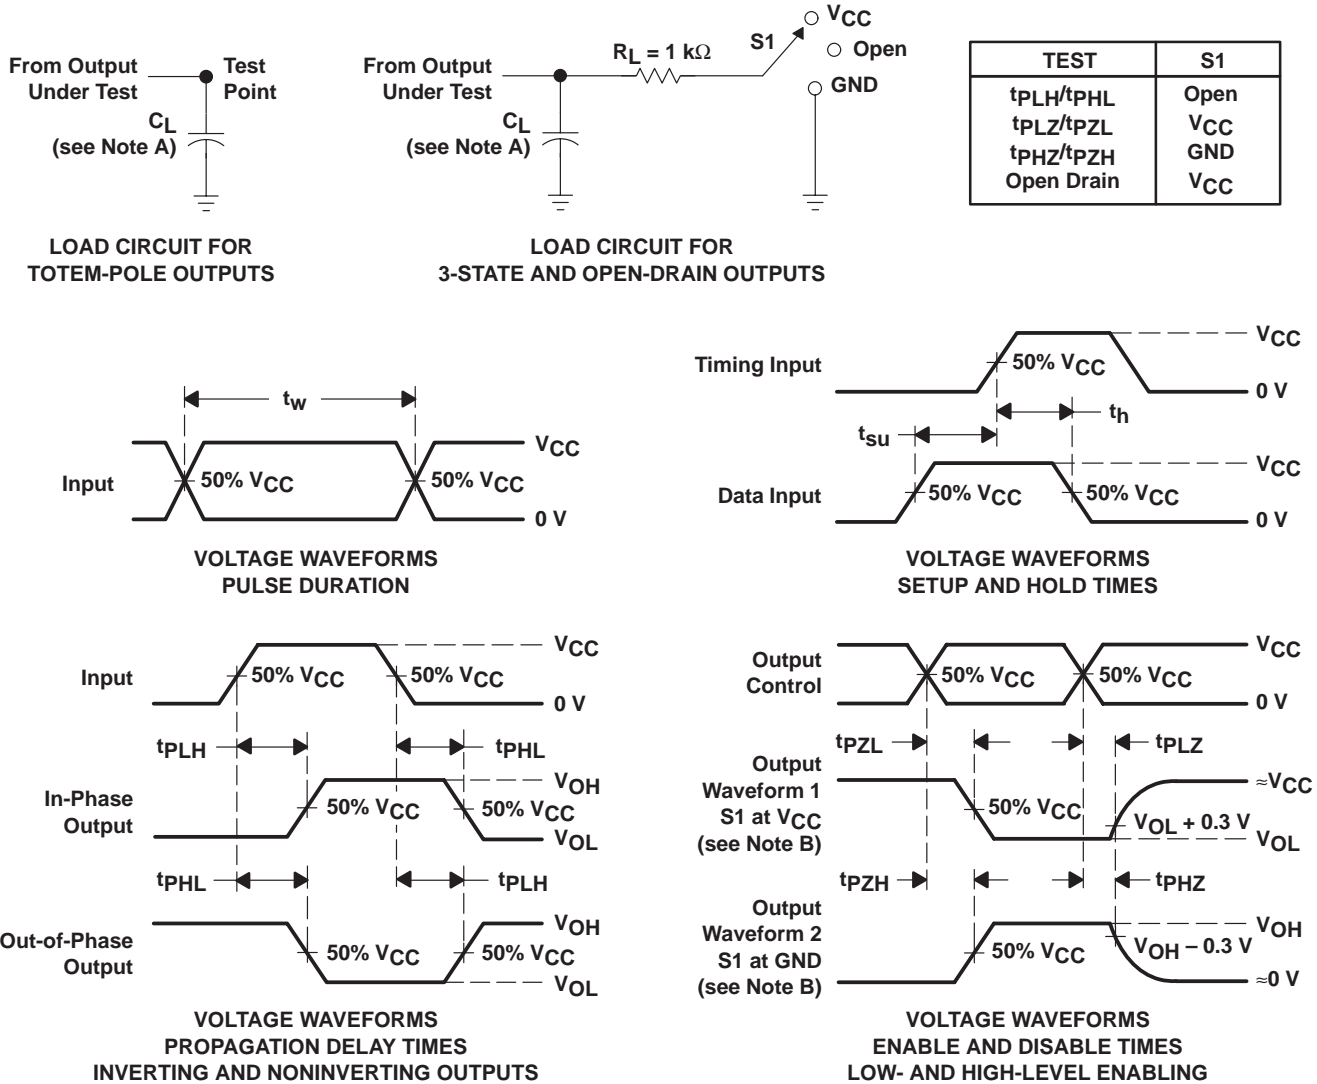 From Output
Under Test
Test
Point
CL
(see Note A)
LOAD CIRCUIT FOR
TOTEM-POLE OUTPUTS
From Output
Under Test
CL
(see Note A)
RL = 1 kΩ
S1
VCC
Open
GND
LOAD CIRCUIT FOR
3-STATE AND OPEN-DRAIN OUTPUTS
TEST S1
tPLH/tPHL Open
tPLZ/tPZL VCC
tPHZ/tPZH GND
Open Drain VCC
tw
Input
50% VCC
50% VCC
VCC
0 V
VOLTAGE WAVEFORMS
PULSE DURATION
Timing Input
50% VCC
VCC
0 V
th
tsu
Data Input
50% VCC
50% VCC
VCC
0 V
VOLTAGE WAVEFORMS
SETUP AND HOLD TIMES
Input
50% VCC
50% VCC
VCC
0 V
tPLH
tPHL
In-Phase
Output
50% VCC
50% VCC
VOH
VOL
tPHL
tPLH
Out-of-Phase
Output
50% VCC
50% VCC
VOH
VOL
VOLTAGE WAVEFORMS
PROPAGATION DELAY TIMES
INVERTING AND NONINVERTING OUTPUTS
Output
Control
50% VCC
50% VCC
VCC
0 V
tPZL
tPLZ
Output
Waveform 1
S1 at VCC
(see Note B)
50% VCC
VOL + 0.3 V
≈VCC
VOL
tPZH
tPHZ
Output
Waveform 2
S1 at GND
(see Note B)
50% VCC
VOH − 0.3 V
VOH
≈0 V
VOLTAGE WAVEFORMS
ENABLE AND DISABLE TIMES
LOW- AND HIGH-LEVEL ENABLING